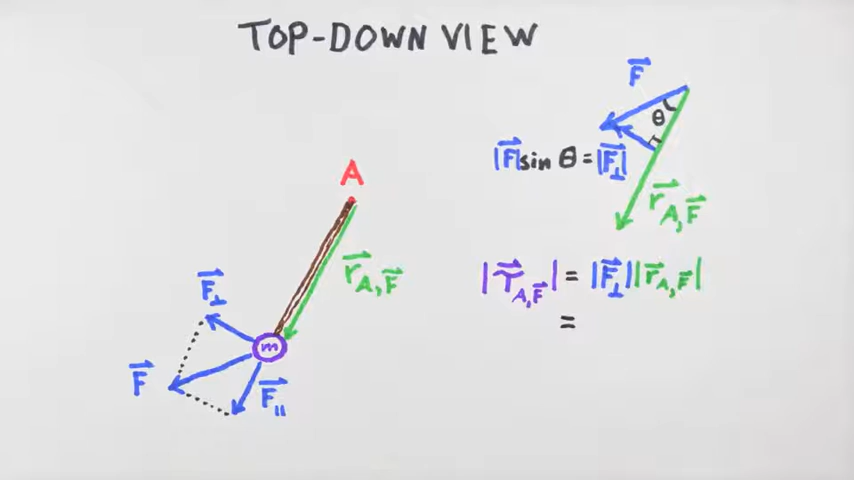 TOP-DOWN VIEW
F⃗
θ
|F⃗|sin θ = |F⃗⊥|
r⃗A,F⃗
A
r⃗A,F⃗
|τ⃗A,F⃗| = |F⃗⊥||r⃗A,F⃗|
=
F⃗⊥
m
F⃗
F⃗||